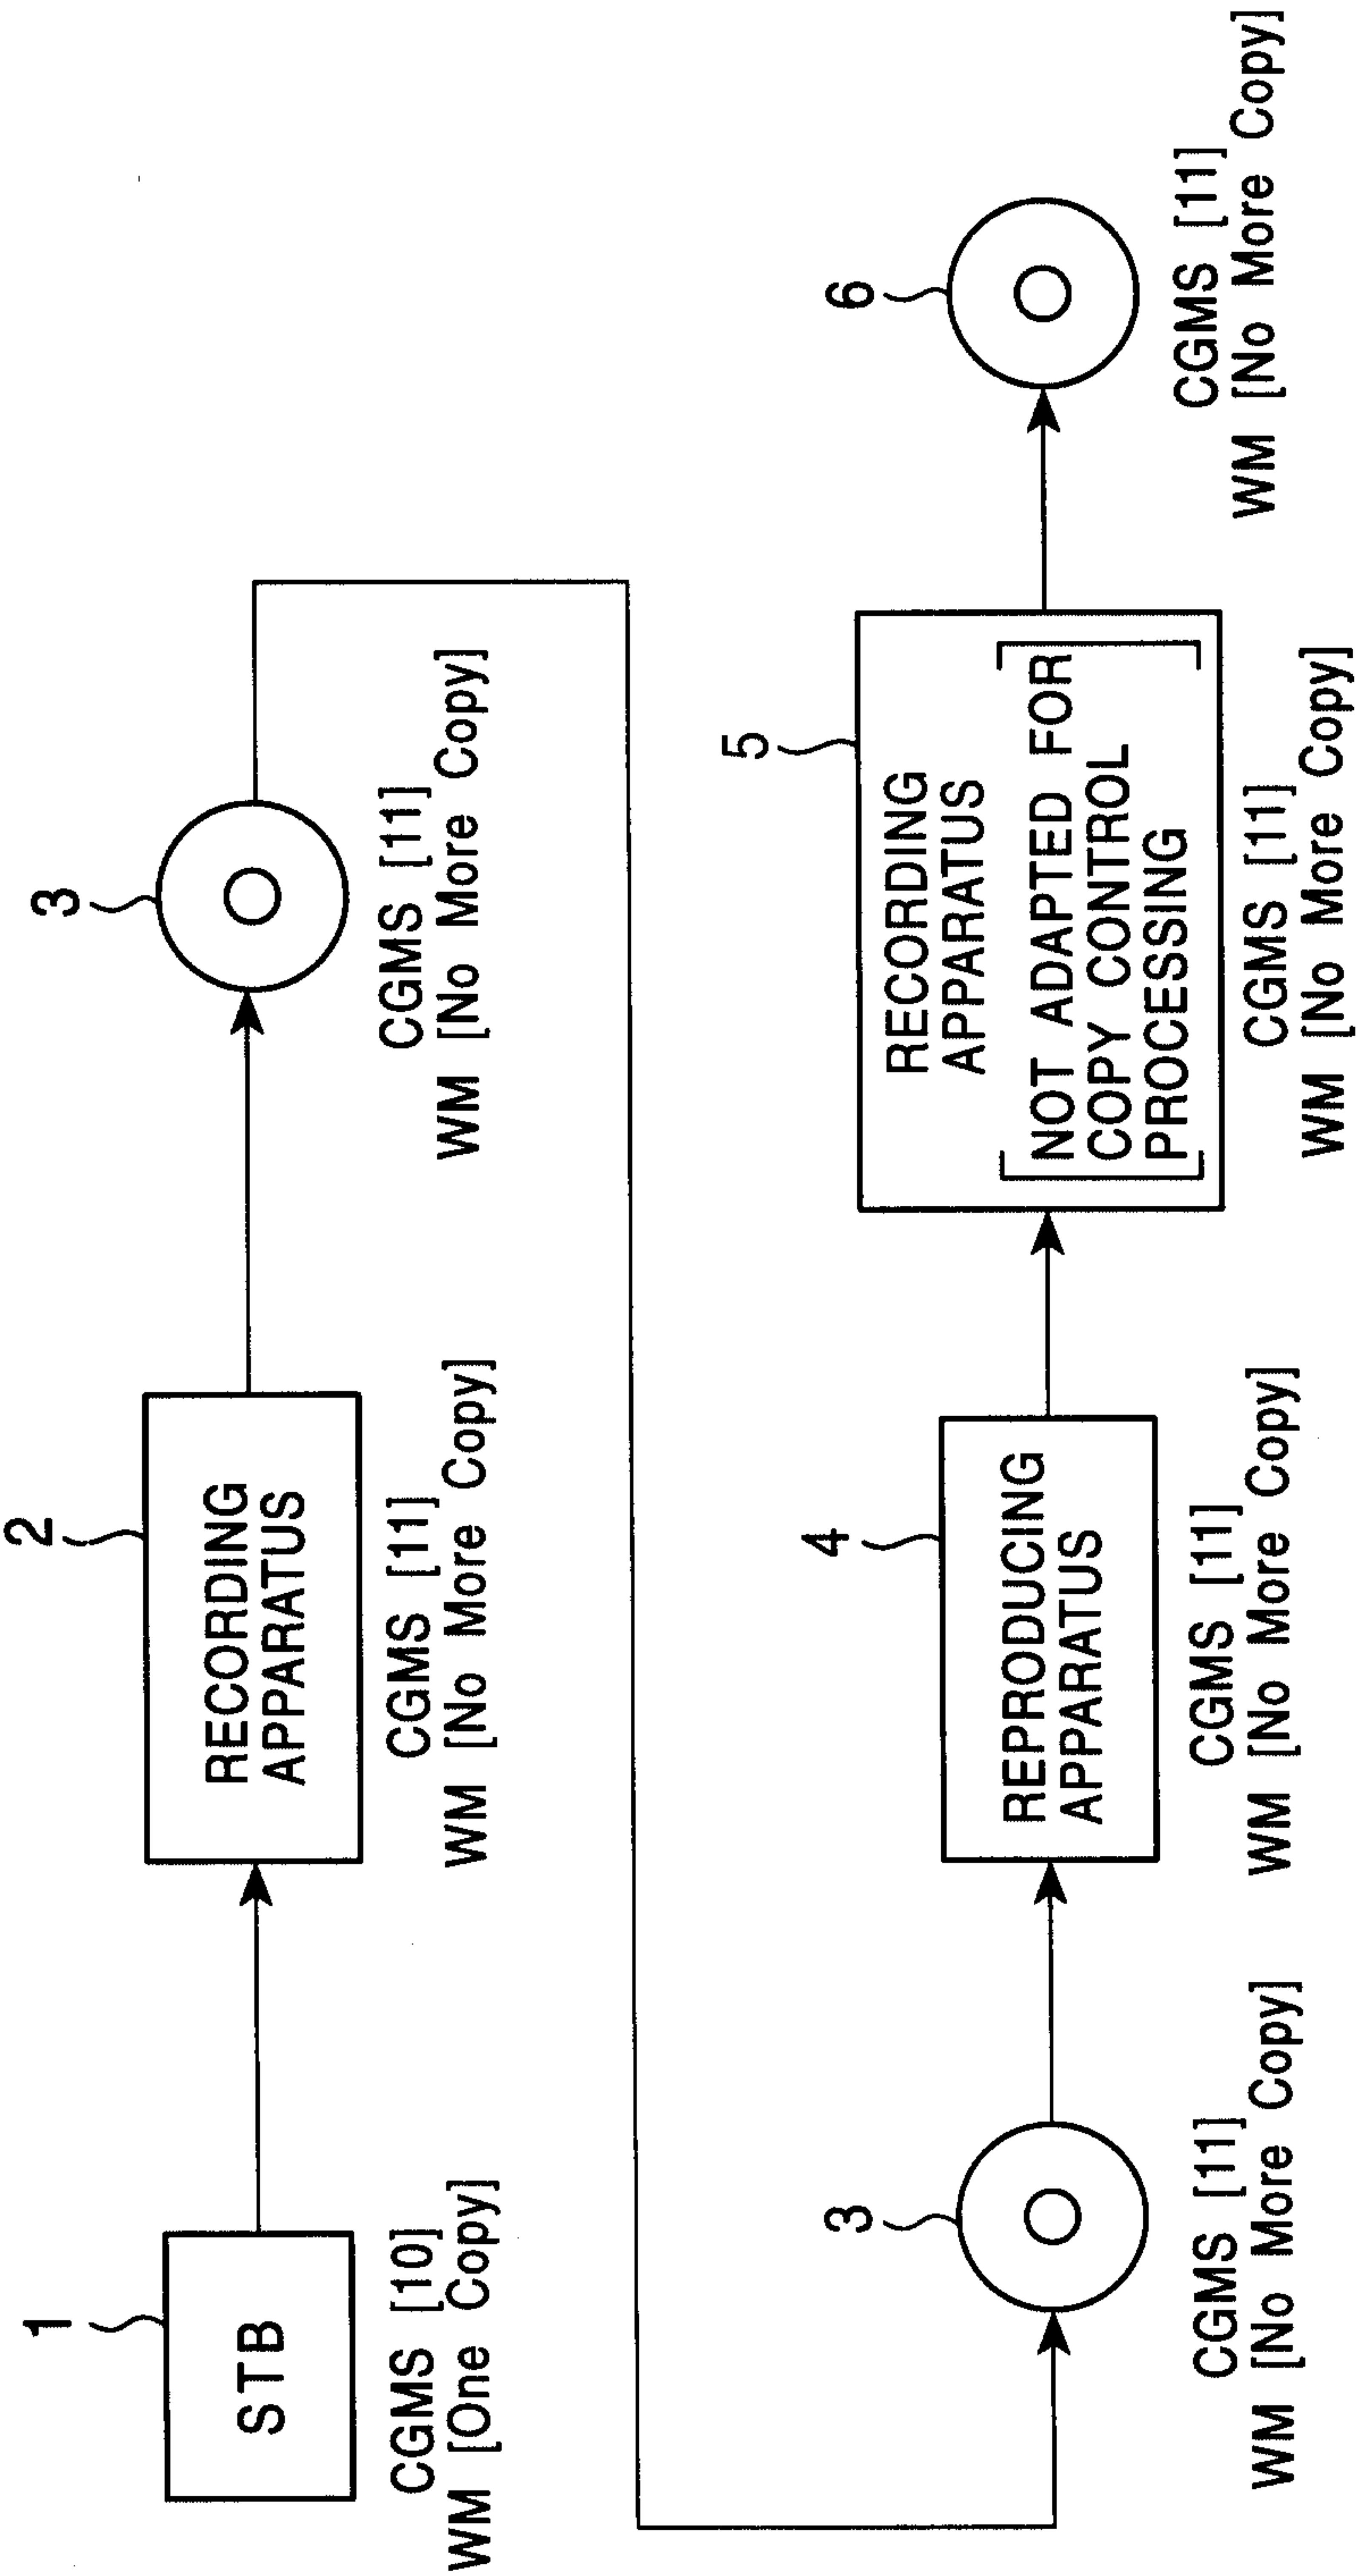 1
STB
CGMS [10]
WM [One Copy]
2
RECORDING
APPARATUS
CGMS [11]
WM [No More Copy]
3
CGMS [11]
WM [No More Copy]
3
CGMS [11]
WM [No More Copy]
4
REPRODUCING
APPARATUS
CGMS [11]
WM [No More Copy]
5
RECORDING
APPARATUS
[NOT ADAPTED FOR
COPY CONTROL
PROCESSING]
CGMS [11]
WM [No More Copy]
6
CGMS [11]
WM [No More Copy]